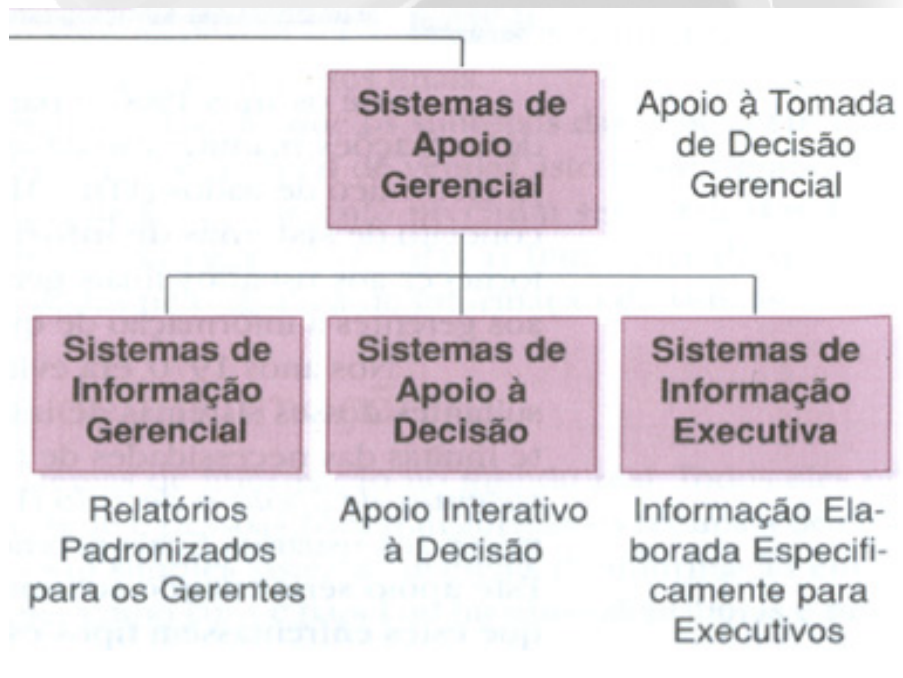 Sistemas de
Apoio
Gerencial
Apoio à Tomada
de Decisão
Gerencial
Sistemas de
Informação
Gerencial
Sistemas de
Apoio à
Decisão
Sistemas de
Informação
Executiva
Relatórios
Padronizados
para os Gerentes
Apoio Interativo
à Decisão
Informação Ela-
borada Especifi-
camente para
Executivos